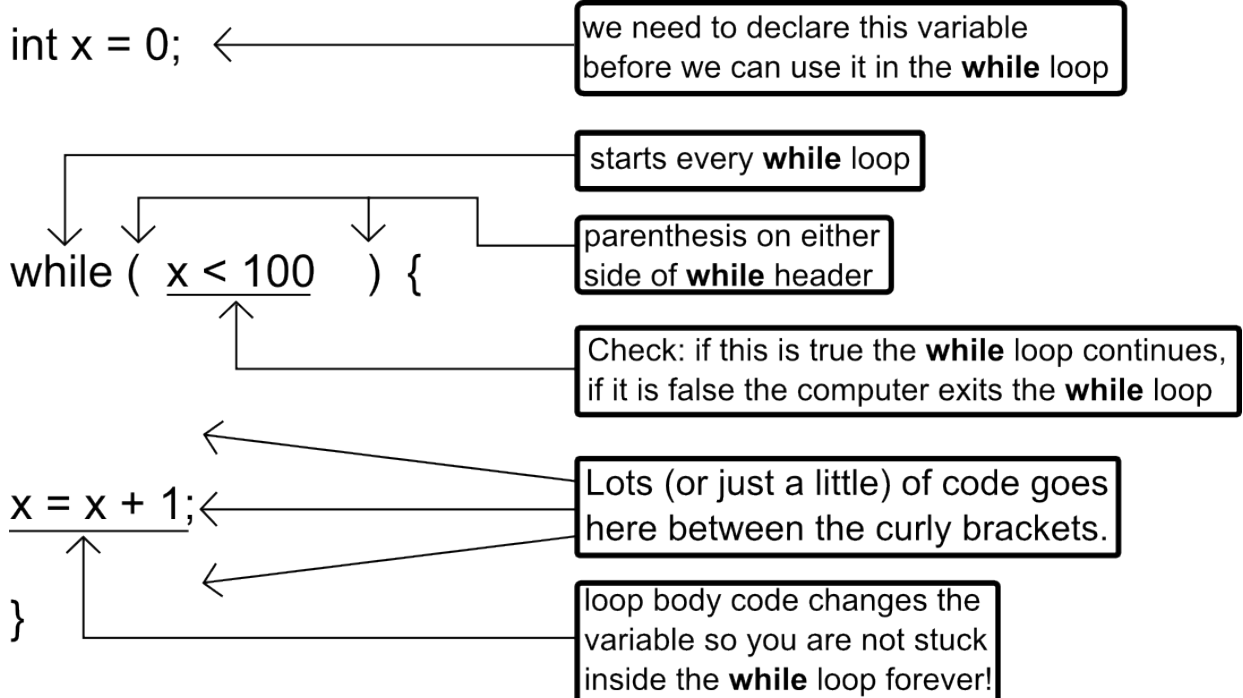 int x = 0;
we need to declare this variable
before we can use it in the while loop
starts every while loop
parenthesis on either
side of while header
while ( x < 100 ) {
Check: if this is true the while loop continues,
if it is false the computer exits the while loop
Lots (or just a little) of code goes
here between the curly brackets.
x = x + 1;
}
loop body code changes the
variable so you are not stuck
inside the while loop forever!